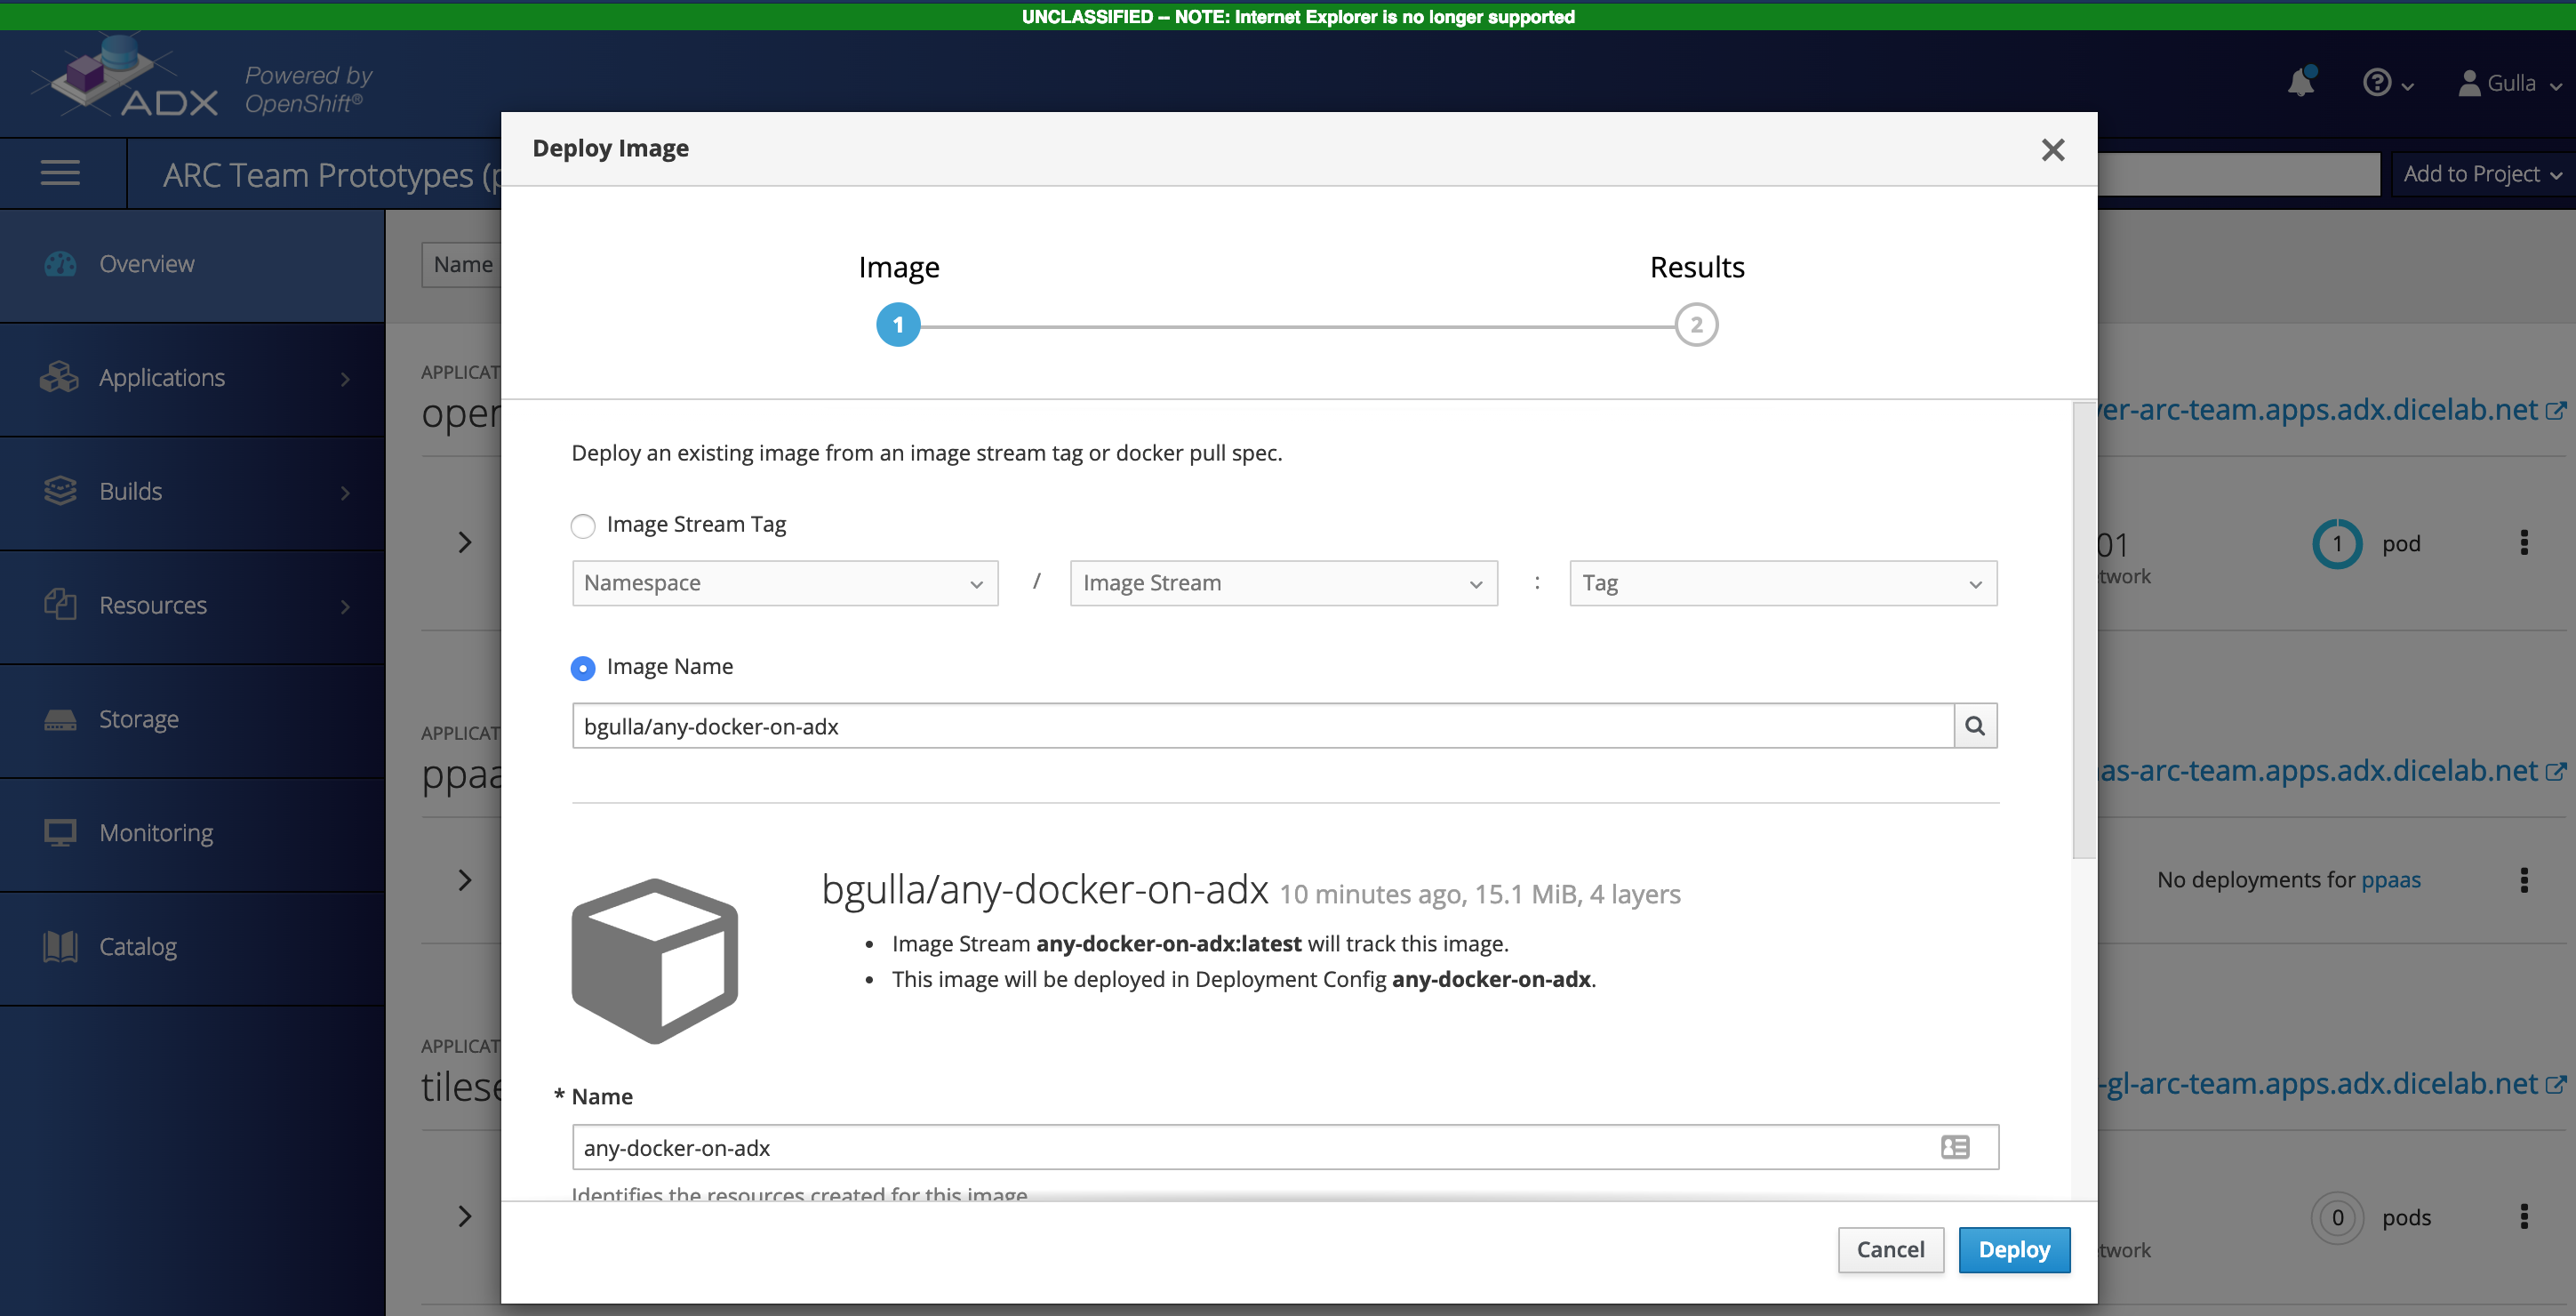 UNCLASSIFIED – NOTE: Internet Explorer is no longer supported
ADX
Powered by
OpenShift®
Gulla
ARC Team Prototypes (p
Add to Project
Overview
Applications
Builds
Resources
Storage
Monitoring
Catalog
Name
APPLICAT
oper
APPLICAT
ppaa
APPLICAT
tilese
Deploy Image
Image
Results
1
2
Deploy an existing image from an image stream tag or docker pull spec.
Image Stream Tag
Namespace / Image Stream : Tag
Image Name
bgulla/any-docker-on-adx
bgulla/any-docker-on-adx 10 minutes ago, 15.1 MiB, 4 layers
• Image Stream any-docker-on-adx:latest will track this image.
• This image will be deployed in Deployment Config any-docker-on-adx.
* Name
any-docker-on-adx
Identifies the resources created for this image
Cancel
Deploy
ver-arc-team.apps.adx.dicelab.net
01
twork
1 pod
as-arc-team.apps.adx.dicelab.net
No deployments for ppaas
-gl-arc-team.apps.adx.dicelab.net
0 pods
twork